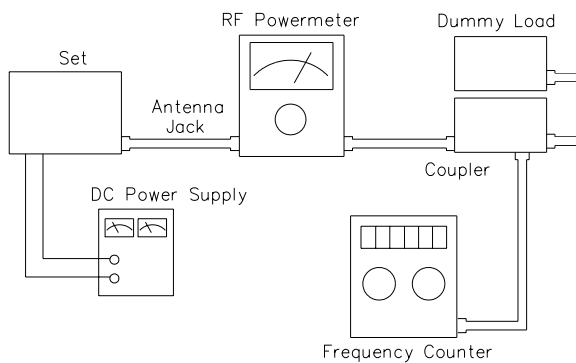 RF Powermeter
Dummy Load
Set
Antenna
Jack
Coupler
DC Power Supply
Frequency Counter